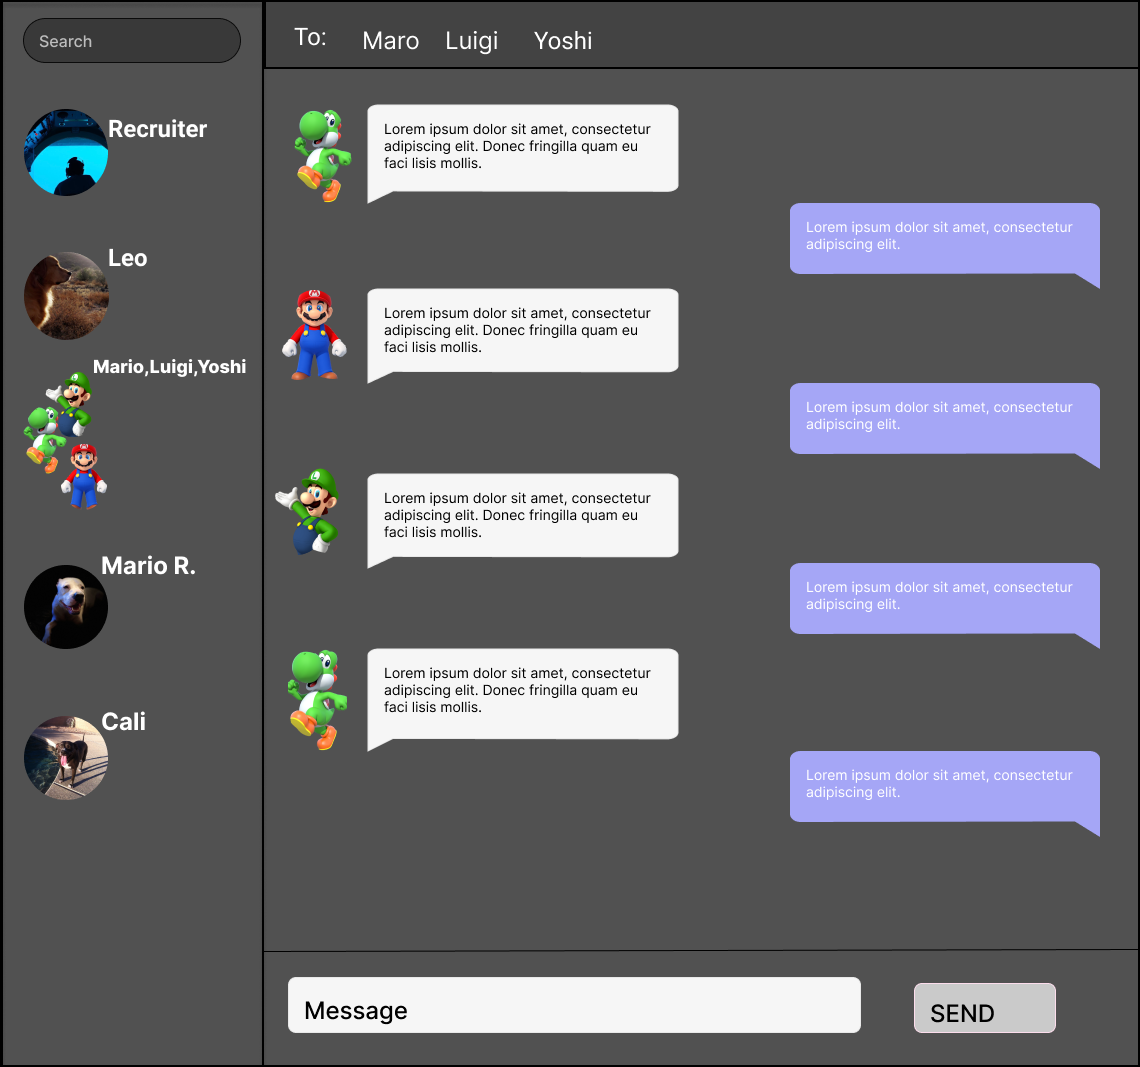 Search
Recruiter
Leo
Mario,Luigi,Yoshi
Mario R.
Cali
To: Maro Luigi Yoshi
Lorem ipsum dolor sit amet, consectetur
adipiscing elit. Donec fringilla quam eu
faci lisis mollis.
Lorem ipsum dolor sit amet, consectetur
adipiscing elit.
Lorem ipsum dolor sit amet, consectetur
adipiscing elit. Donec fringilla quam eu
faci lisis mollis.
Lorem ipsum dolor sit amet, consectetur
adipiscing elit.
Lorem ipsum dolor sit amet, consectetur
adipiscing elit. Donec fringilla quam eu
faci lisis mollis.
Lorem ipsum dolor sit amet, consectetur
adipiscing elit.
Lorem ipsum dolor sit amet, consectetur
adipiscing elit. Donec fringilla quam eu
faci lisis mollis.
Lorem ipsum dolor sit amet, consectetur
adipiscing elit.
Message
SEND